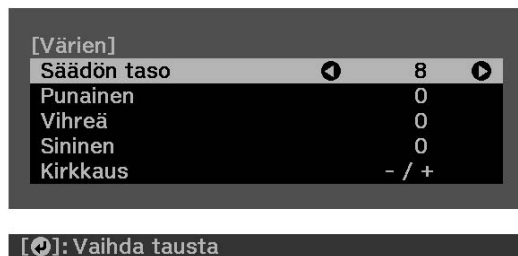 [Värien]
Säädön taso 8
Punainen 0
Vihreä 0
Sininen 0
Kirkkaus - / +
[ ]: Vaihda tausta